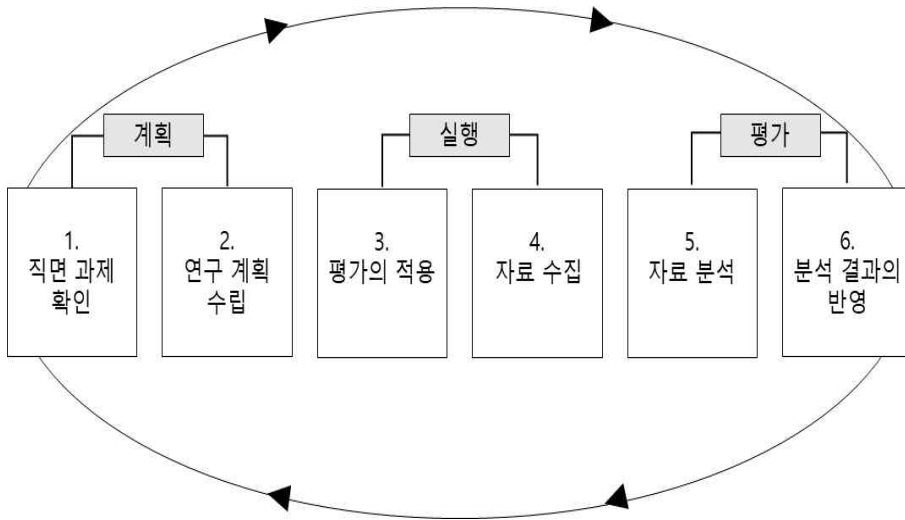 계획
실행
평가
1.
직면 과제
확인
2.
연구 계획
수립
3.
평가의 적용
4.
자료 수집
5.
자료 분석
6.
분석 결과의
반영